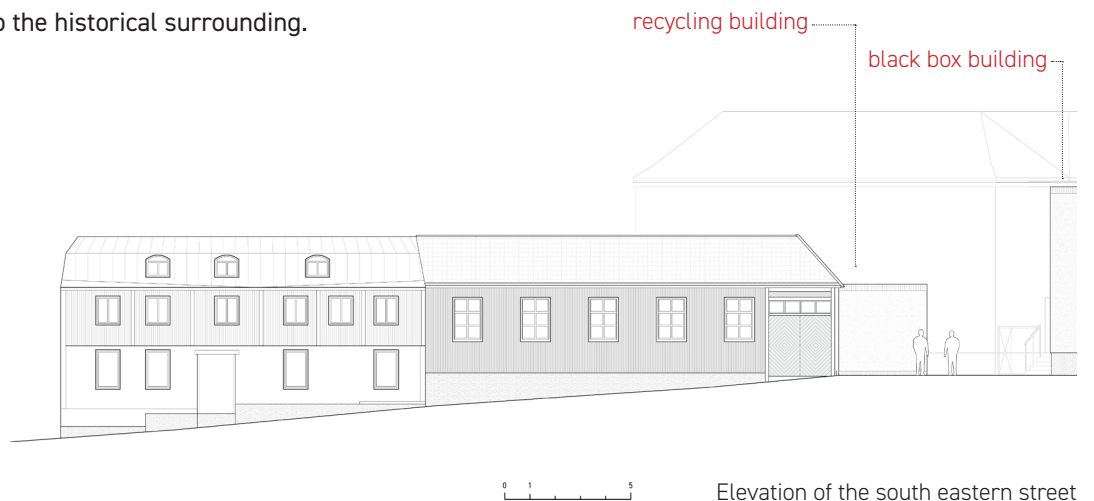 o the historical surrounding.
recycling building
black box building
0 1 5
Elevation of the south eastern street